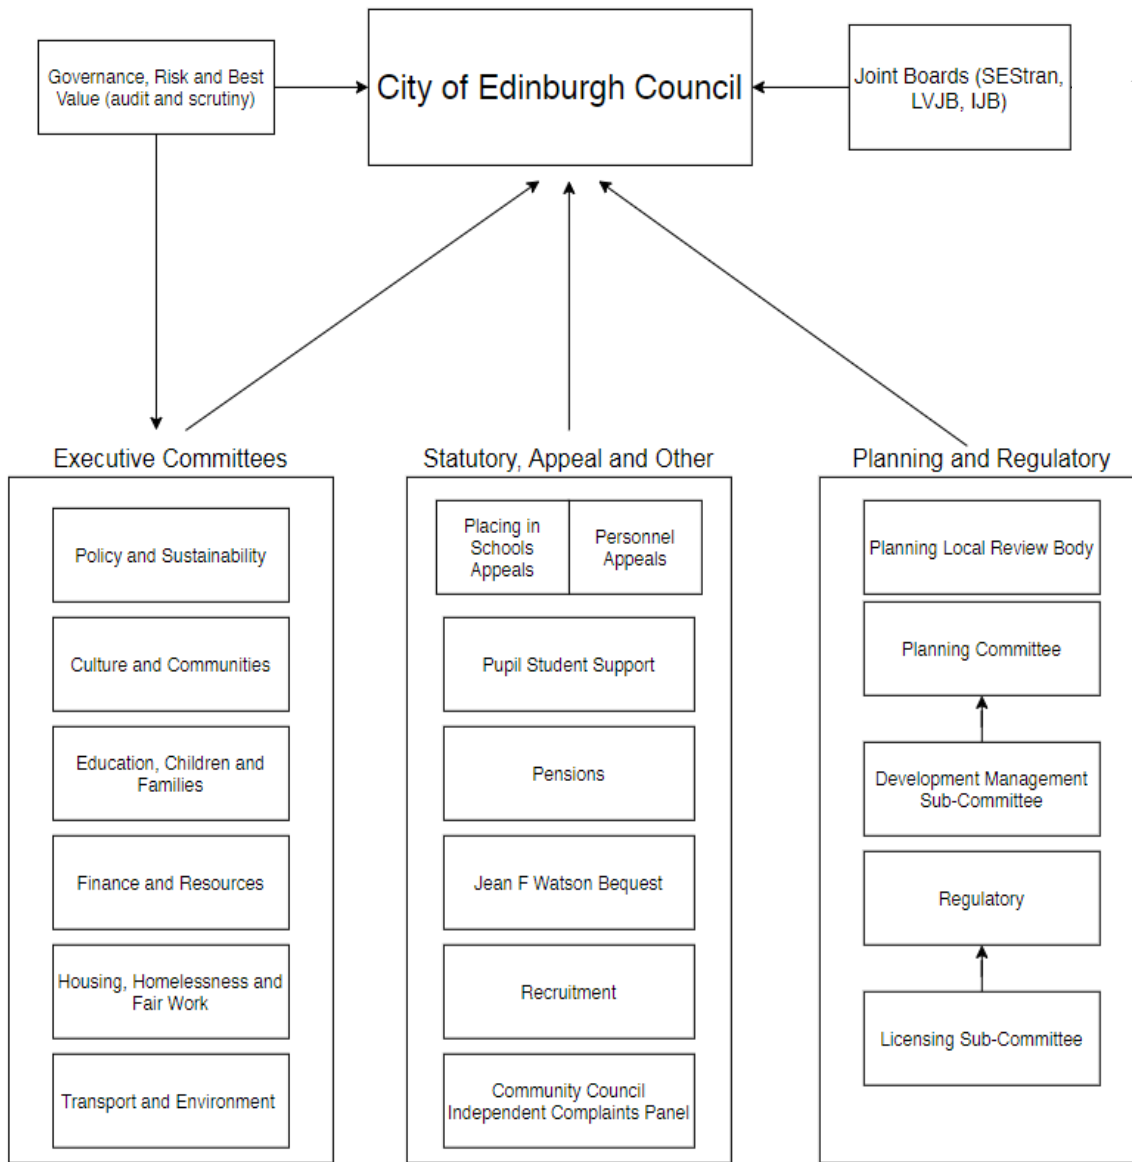 Governance, Risk and Best
Value (audit and scrutiny)
City of Edinburgh Council
Joint Boards (SEStran,
LVJB, IJB)
Executive Committees
Policy and Sustainability
Culture and Communities
Education, Children and
Families
Finance and Resources
Housing, Homelessness and
Fair Work
Transport and Environment
Statutory, Appeal and Other
Placing in
Schools
Appeals
Personnel
Appeals
Pupil Student Support
Pensions
Jean F Watson Bequest
Recruitment
Community Council
Independent Complaints Panel
Planning and Regulatory
Planning Local Review Body
Planning Committee
Development Management
Sub-Committee
Regulatory
Licensing Sub-Committee